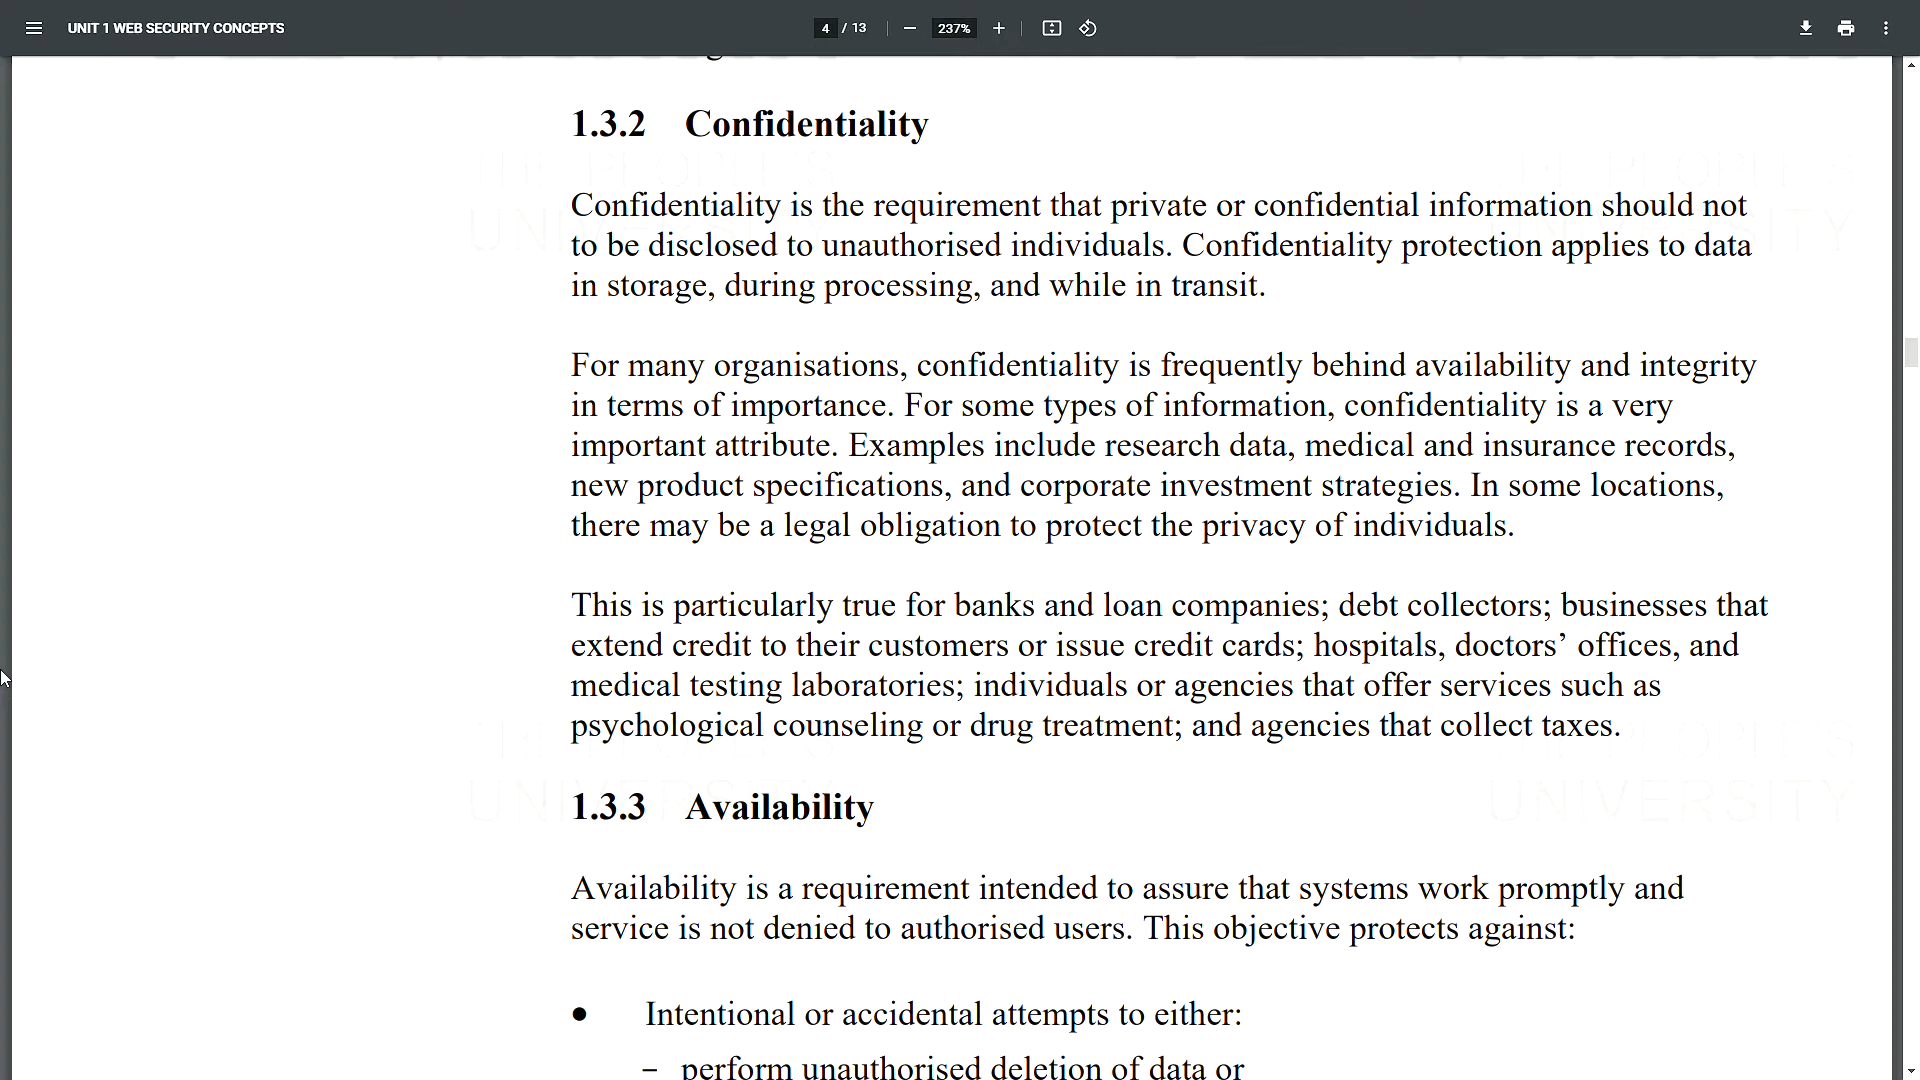 UNIT 1 WEB SECURITY CONCEPTS
4 / 13
237%
1.3.2 Confidentiality
Confidentiality is the requirement that private or confidential information should not
to be disclosed to unauthorised individuals. Confidentiality protection applies to data
in storage, during processing, and while in transit.
For many organisations, confidentiality is frequently behind availability and integrity
in terms of importance. For some types of information, confidentiality is a very
important attribute. Examples include research data, medical and insurance records,
new product specifications, and corporate investment strategies. In some locations,
there may be a legal obligation to protect the privacy of individuals.
This is particularly true for banks and loan companies; debt collectors; businesses that
extend credit to their customers or issue credit cards; hospitals, doctors’ offices, and
medical testing laboratories; individuals or agencies that offer services such as
psychological counseling or drug treatment; and agencies that collect taxes.
UNIVERSITY
1.3.3 Availability
Availability is a requirement intended to assure that systems work promptly and
service is not denied to authorised users. This objective protects against:
• Intentional or accidental attempts to either:
– perform unauthorised deletion of data or